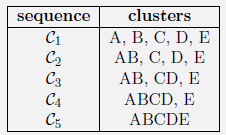 sequence clusters
𝒞1 A, B, C, D, E
𝒞2 AB, C, D, E
𝒞3 AB, CD, E
𝒞4 ABCD, E
𝒞5 ABCDE